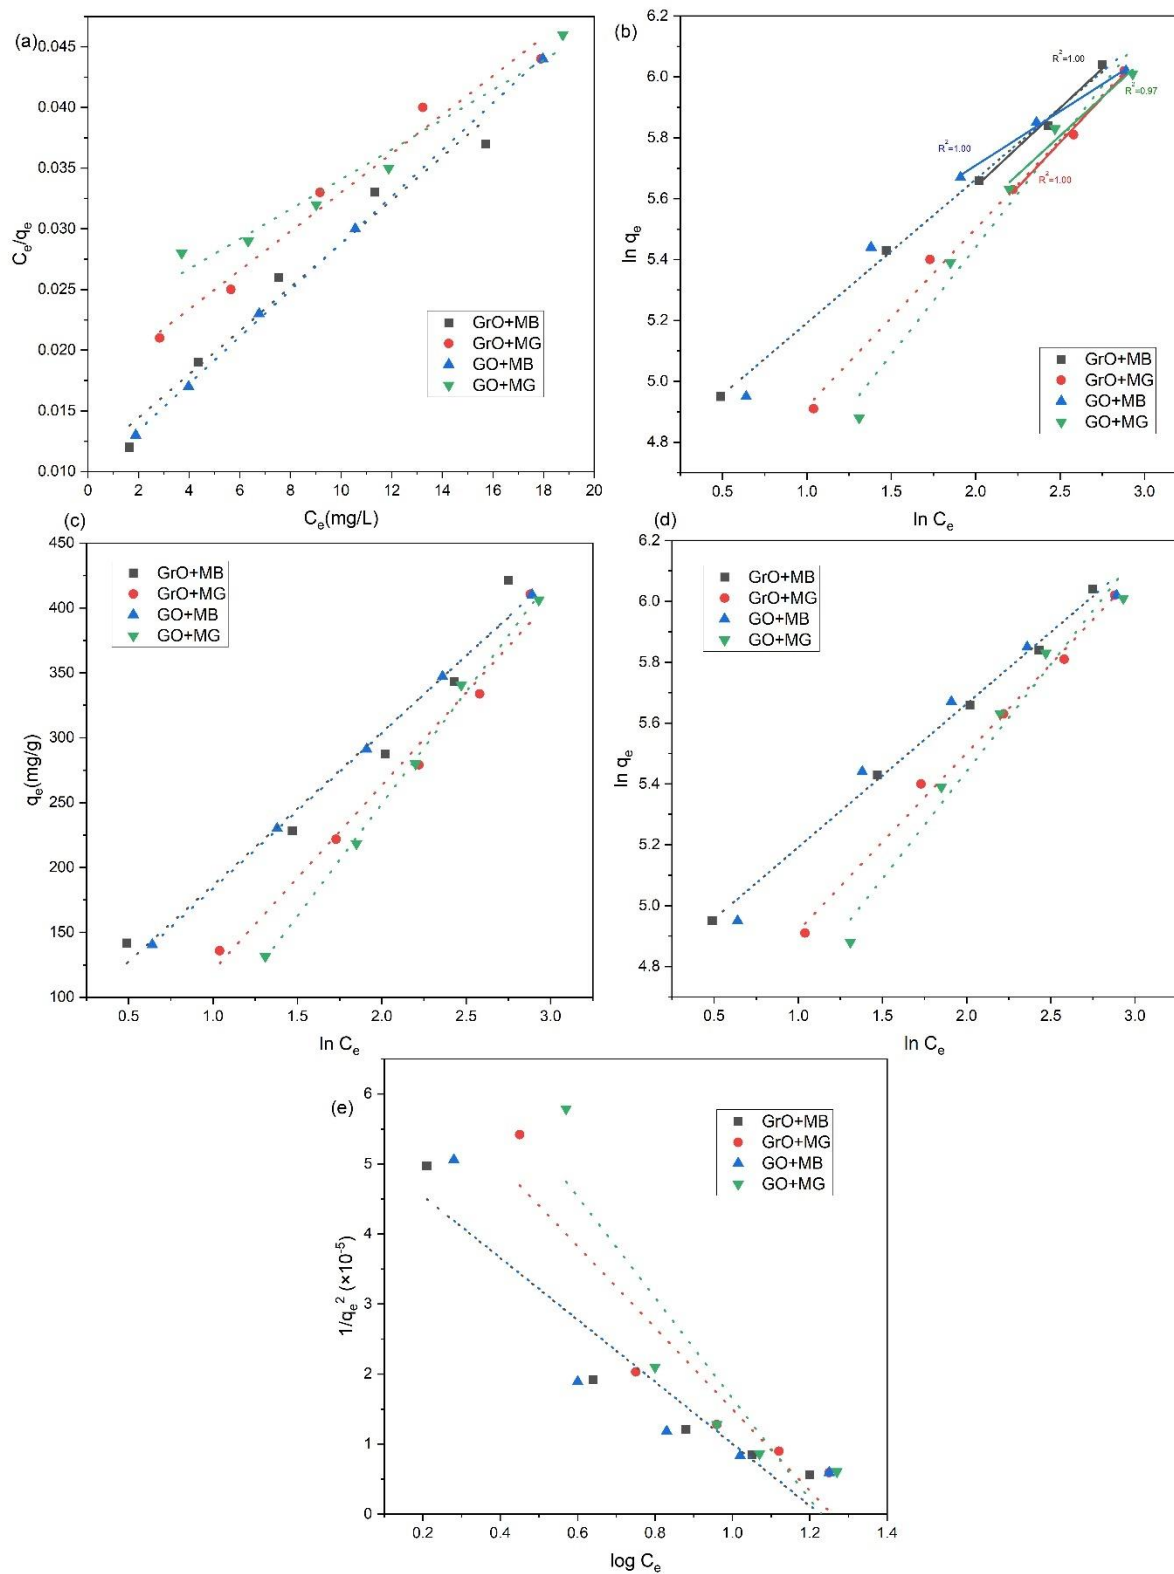 (a)
0.045
0.040
0.035
0.030
0.025
0.020
0.015
0.010
Ce/qe
0 2 4 6 8 10 12 14 16 18 20
Ce(mg/L)
GrO+MB
GrO+MG
GO+MB
GO+MG
(b)
6.2
6.0
5.8
5.6
5.4
5.2
5.0
4.8
ln qe
0.5 1.0 1.5 2.0 2.5 3.0
ln Ce
R²=1.00
R²=0.97
R²=1.00
R²=1.00
GrO+MB
GrO+MG
GO+MB
GO+MG
(c)
450
400
350
300
250
200
150
100
qe(mg/g)
0.5 1.0 1.5 2.0 2.5 3.0
ln Ce
GrO+MB
GrO+MG
GO+MB
GO+MG
(d)
6.2
6.0
5.8
5.6
5.4
5.2
5.0
4.8
ln qe
0.5 1.0 1.5 2.0 2.5 3.0
ln Ce
GrO+MB
GrO+MG
GO+MB
GO+MG
(e)
6
5
4
3
2
1
0
1/qe² (×10⁻⁵)
0.2 0.4 0.6 0.8 1.0 1.2 1.4
log Ce
GrO+MB
GrO+MG
GO+MB
GO+MG